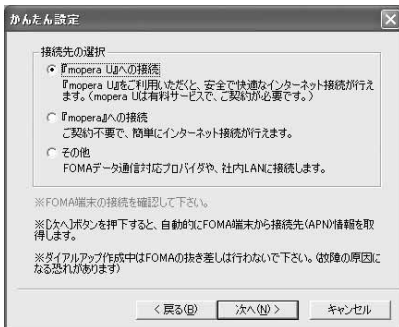 かんたん設定
接続先の選択
『mopera U』への接続
『mopera U』をご利用いただくと、安全で快適なインターネット接続が行え
ます。(mopera Uは有料サービスで、ご契約が必要です。)
『mopera』への接続
ご契約不要で、簡単にインターネット接続が行えます。
その他
FOMAデータ通信対応プロバイダや、社内LANに接続します。
※FOMA端末の接続を確認して下さい。
※[次へ]ボタンを押下すると、自動的にFOMA端末から接続先(APN)情報を取
得します。
※ダイアルアップ作成中はFOMAの抜き差しは行わないで下さい。(故障の原因に
なる恐れがあります)
< 戻る(B)
次へ(N) >
キャンセル